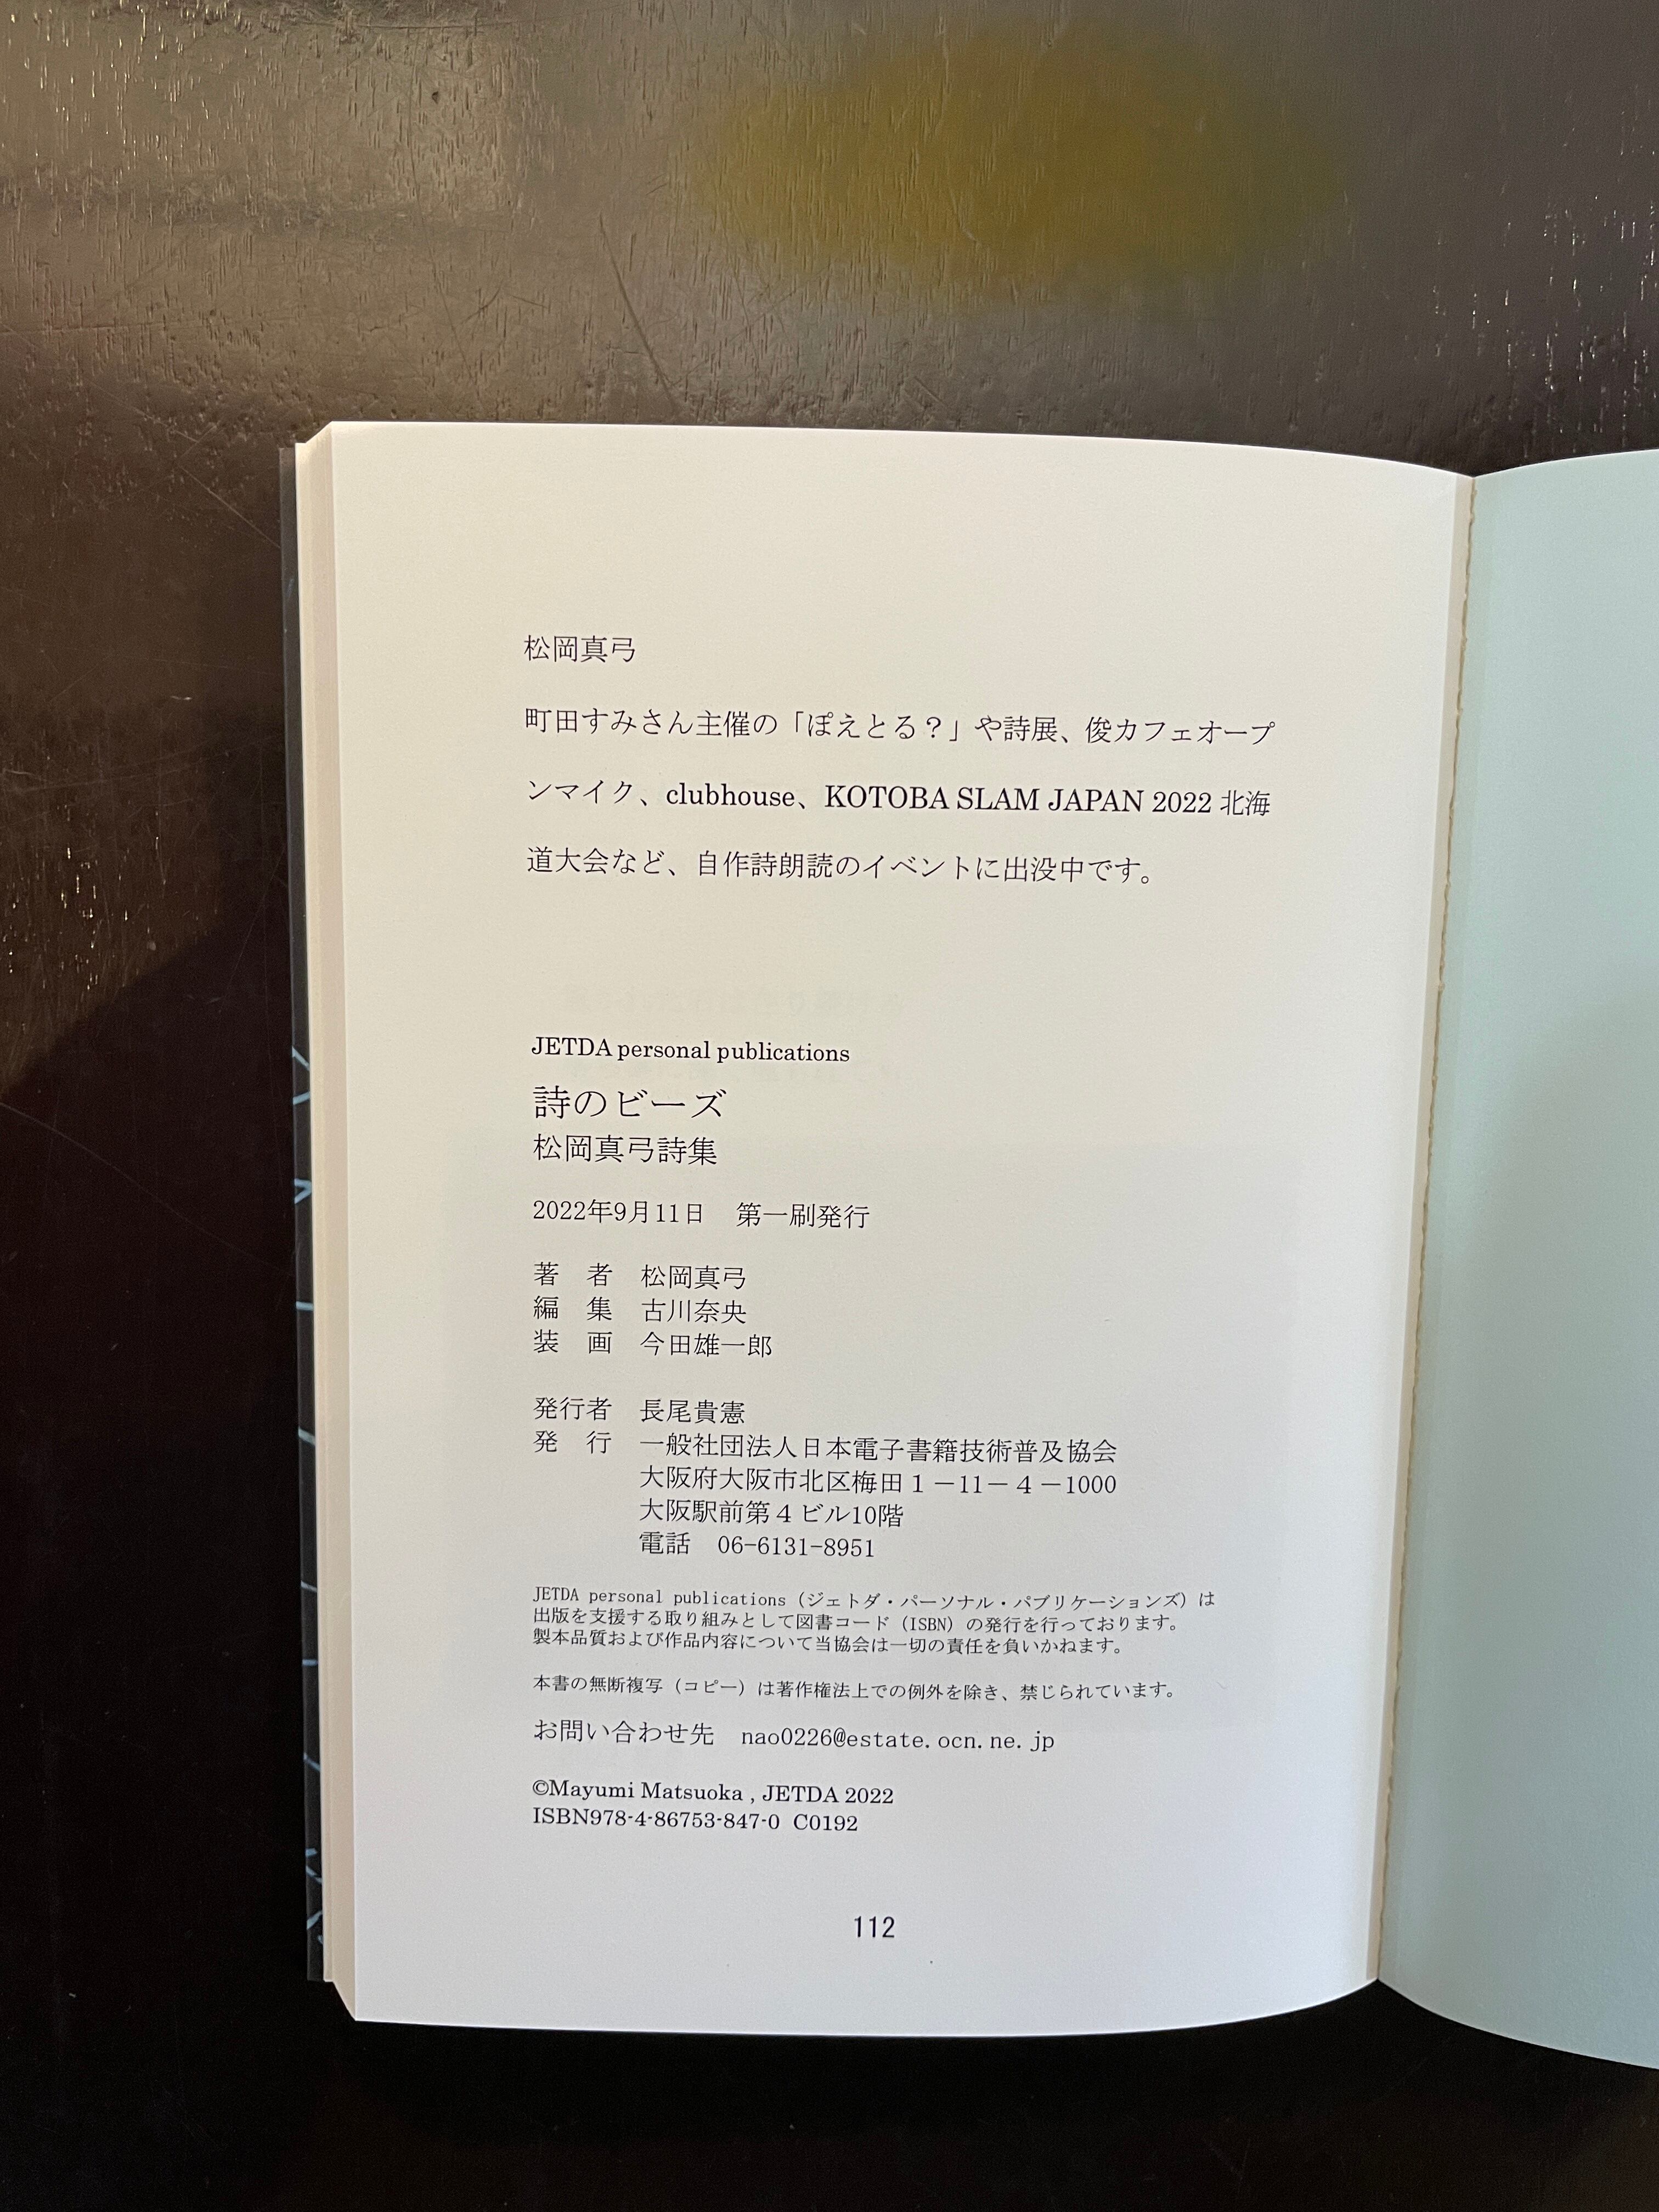 松岡真弓
町田すみさん主催の「ぽえとる？」や詩展、俊カフェオープ
ンマイク、clubhouse、KOTOBA SLAM JAPAN 2022 北海
道大会など、自作詩朗読のイベントに出没中です。
JETDA personal publications
詩のビーズ
松岡真弓詩集
2022年9月11日　第一刷発行
著　者　松岡真弓
編　集　古川奈央
装　画　今田雄一郎
発行者　長尾貴憲
発　行　一般社団法人日本電子書籍技術普及協会
大阪府大阪市北区梅田１－11－４－1000
大阪駅前第４ビル10階
電話　06-6131-8951
JETDA personal publications（ジェトダ・パーソナル・パブリケーションズ）は
出版を支援する取り組みとして図書コード（ISBN）の発行を行っております。
製本品質および作品内容について当協会は一切の責任を負いかねます。
本書の無断複写（コピー）は著作権法上での例外を除き、禁じられています。
お問い合わせ先　nao0226@estate.ocn.ne.jp
©Mayumi Matsuoka , JETDA 2022
ISBN978-4-86753-847-0 C0192
112